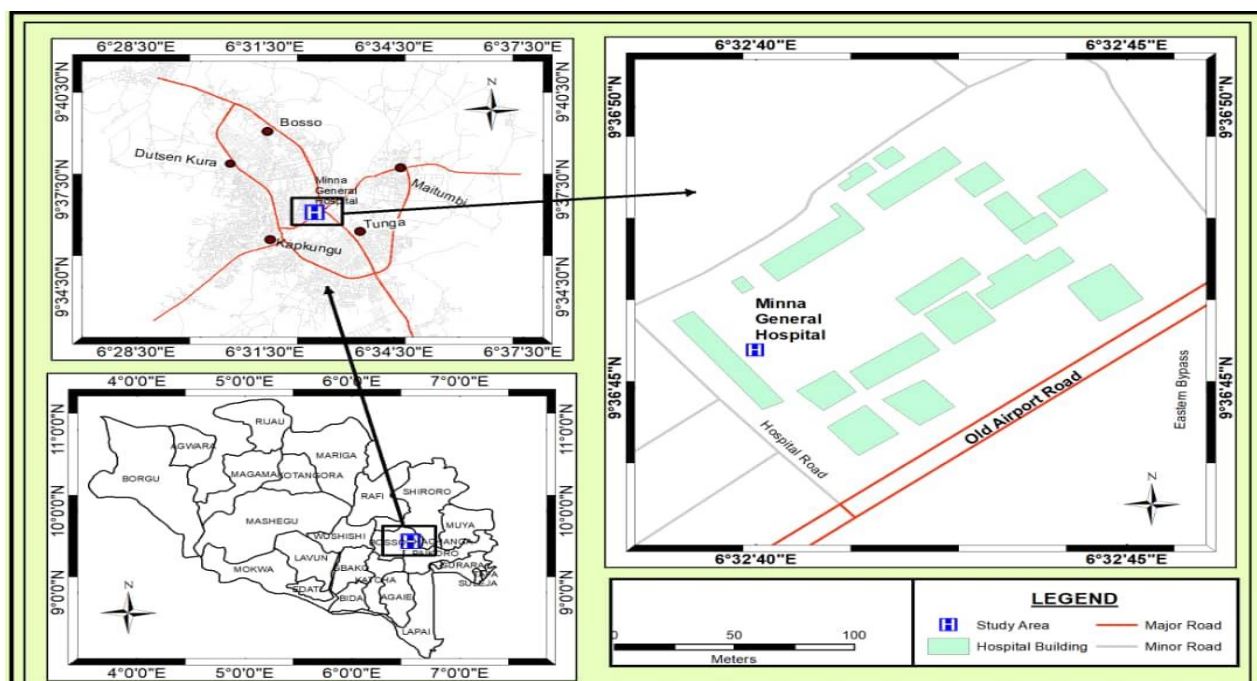 6°28'30"E 6°31'30"E 6°34'30"E 6°37'30"E
9°40'30"N
9°37'30"N
9°34'30"N
9°40'30"N
9°37'30"N
9°34'30"N
N
Bosso
Dutsen Kura
Minna
General
Hospital
H
Maitumbi
Tunga
Kapkungu
6°28'30"E 6°31'30"E 6°34'30"E 6°37'30"E
4°0'0"E 5°0'0"E 6°0'0"E 7°0'0"E
11°0'0"N
10°0'0"N
9°0'0"N
11°0'0"N
10°0'0"N
9°0'0"N
RIJAU
AGWARA
MARIGA
BORGU
MAGAMA
KOTANGORA
RAFI
SHIRORO
MASHEGU
MUYA
WUSHISHI
BOSSO
H
LAVUN
GBAKO
MOKWA
KATCHA
EDATI
BIDA
AGAIE
LAPAI
SULEJA
N
4°0'0"E 5°0'0"E 6°0'0"E 7°0'0"E
6°32'40"E 6°32'45"E
9°36'50"N
9°36'45"N
9°36'50"N
9°36'45"N
Minna
General
Hospital
H
Hospital Road
Old Airport Road
Eastern Bypass
N
6°32'40"E 6°32'45"E
0 50 100
Meters
LEGEND
H Study Area
Major Road
Hospital Building
Minor Road